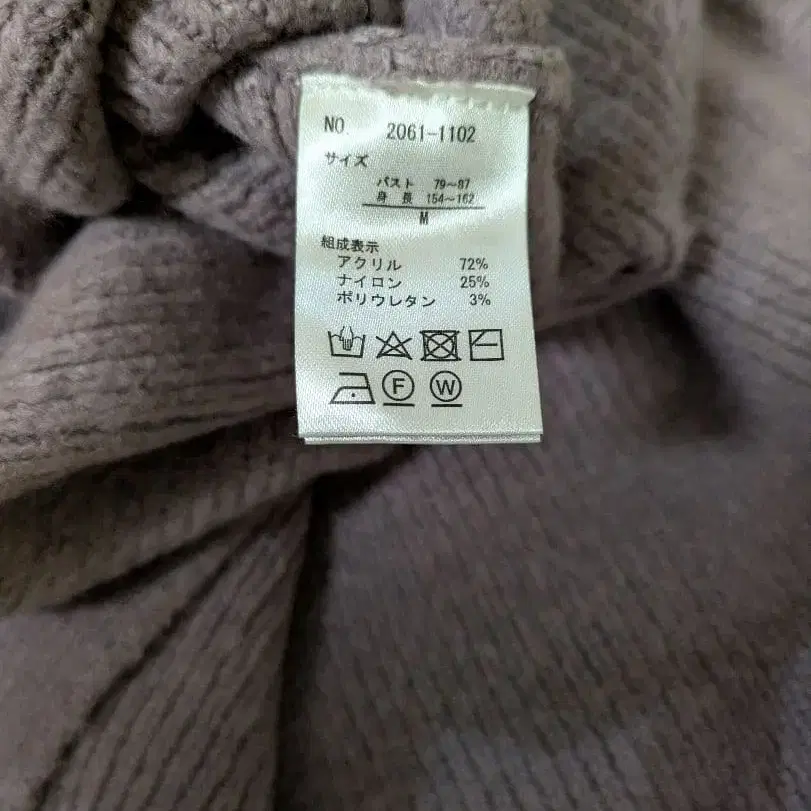 NO. 2061-1102
サイズ
バスト 79～87
身長 154～162
M
組成表示
アクリル 72%
ナイロン 25%
ポリウレタン 3%
F W